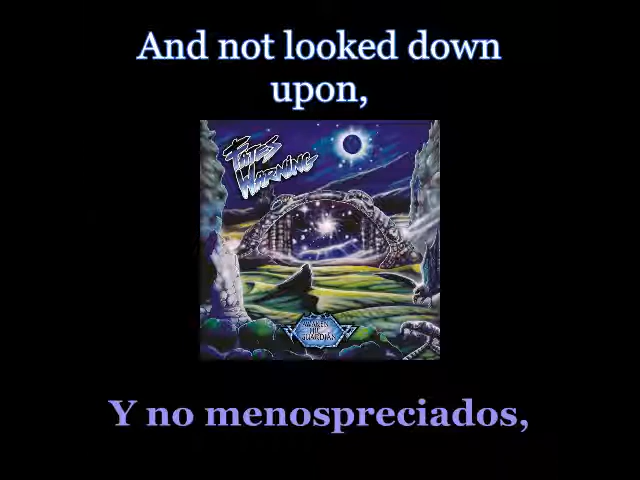 And not looked down
upon,
FATES
WARNING
AWAKEN
THE
GUARDIAN
Y no menospreciados,